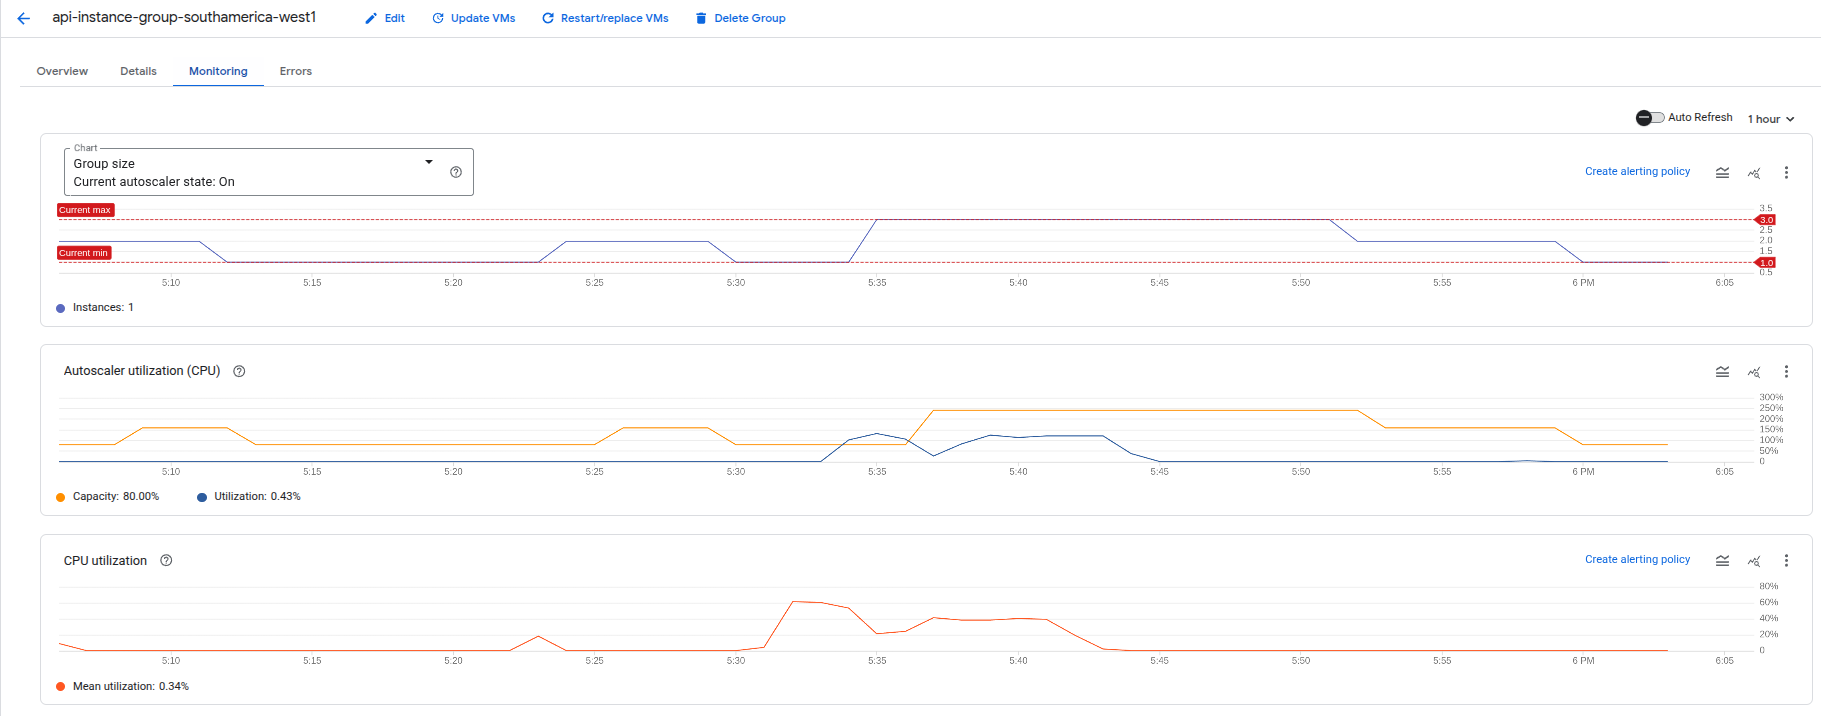 api-instance-group-southamerica-west1 Edit Update VMs Restart/replace VMs Delete Group
Overview Details Monitoring Errors
Auto Refresh 1 hour
Chart
Group size
Current autoscaler state: On
Create alerting policy
Current max
3.5
3.0
2.5
2.0
Current min
1.5
1.0
0.5
5:10 5:15 5:20 5:25 5:30 5:35 5:40 5:45 5:50 5:55 6 PM 6:05
Instances: 1
Autoscaler utilization (CPU)
300%
250%
200%
150%
100%
50%
0
5:10 5:15 5:20 5:25 5:30 5:35 5:40 5:45 5:50 5:55 6 PM 6:05
Capacity: 80.00% Utilization: 0.43%
CPU utilization
Create alerting policy
80%
60%
40%
20%
0
5:10 5:15 5:20 5:25 5:30 5:35 5:40 5:45 5:50 5:55 6 PM 6:05
Mean utilization: 0.34%